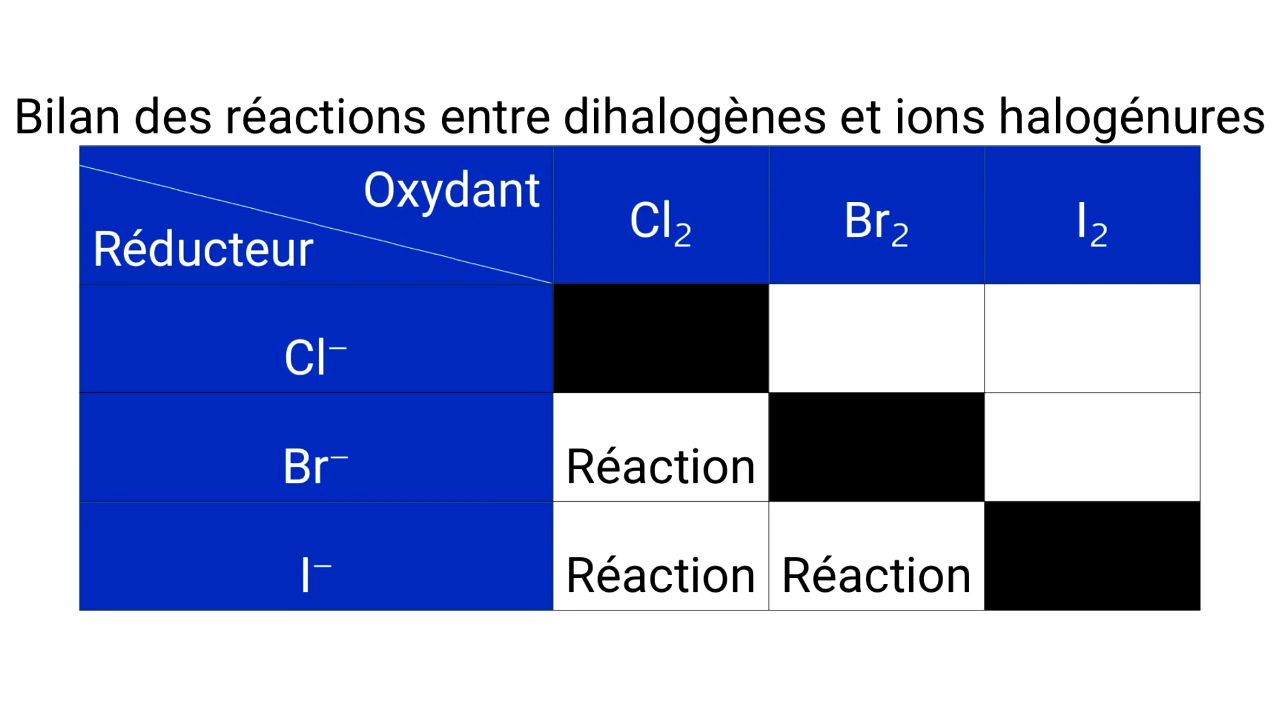 Bilan des réactions entre dihalogènes et ions halogénures
Oxydant
Réducteur
Cl₂ Br₂ I₂
Cl⁻
Br⁻ Réaction
I⁻ Réaction Réaction